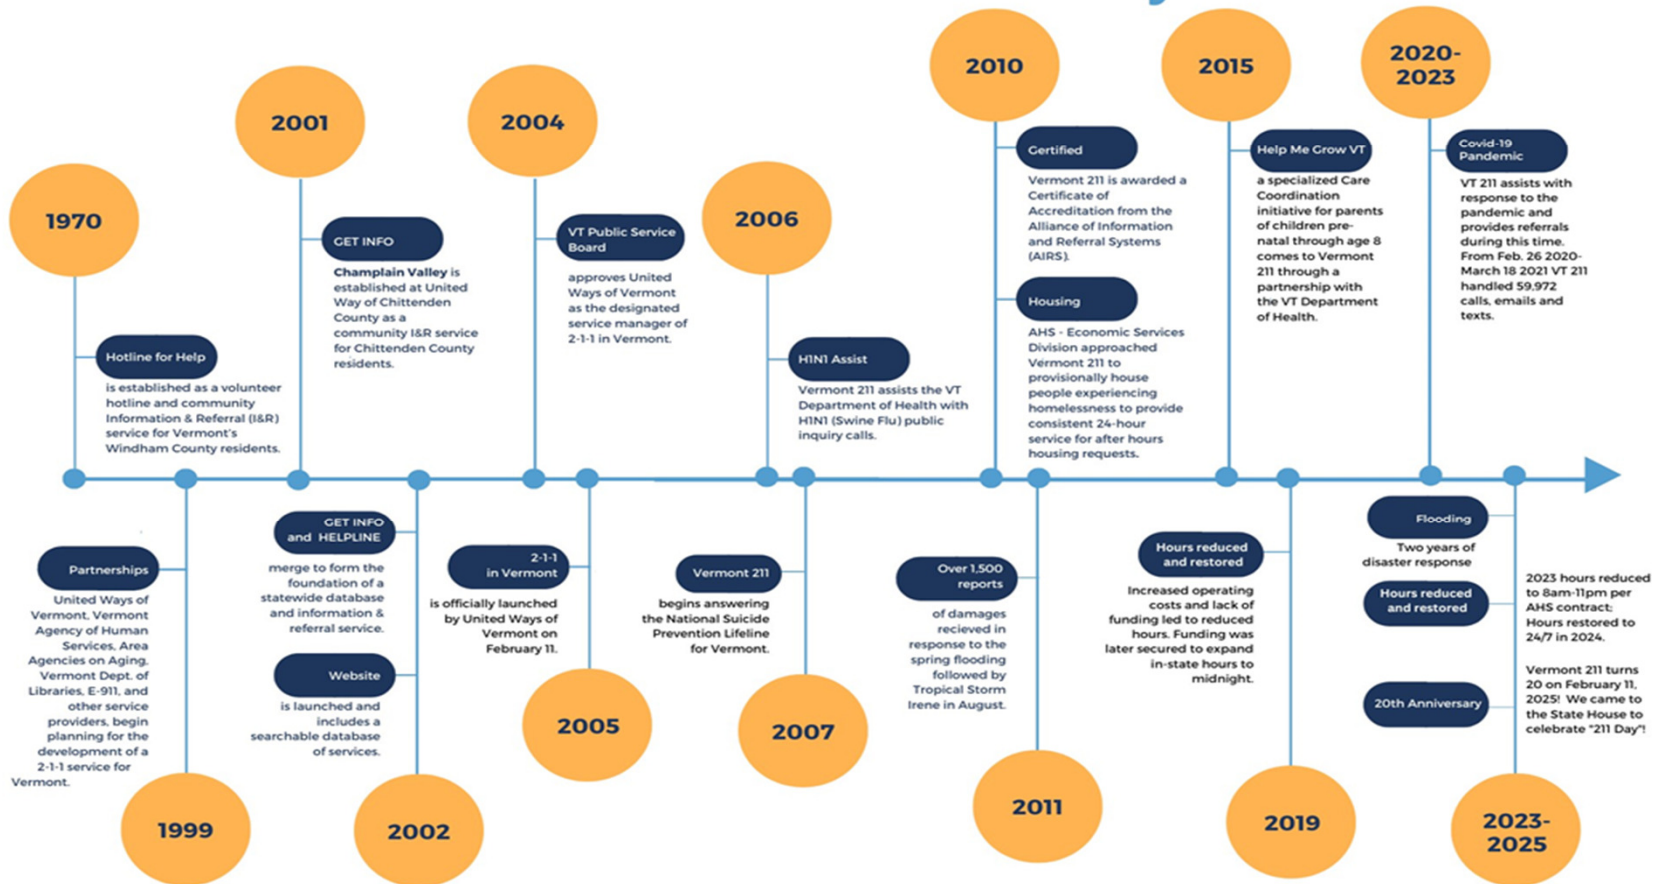 1970
Hotline for Help
is established as a volunteer
hotline and community
Information & Referral (I&R)
service for Vermont's
Windham County residents.
Partnerships
United Ways of
Vermont, Vermont
Agency of Human
Services, Area
Agencies on Aging,
Vermont Dept. of
Libraries, E-911, and
other service
providers, begin
planning for the
development of a
2-1-1 service for
Vermont.
1999
2001
GET INFO
Champlain Valley is
established at United
Way of Chittenden
County as a
community I&R service
for Chittenden County
residents.
GET INFO
and HELPLINE
merge to form the
foundation of a
statewide database
and information &
referral service.
Website
is launched and
includes a
searchable database
of services.
2002
2004
VT Public Service
Board
approves United
Ways of Vermont
as the designated
service manager of
2-1-1 in Vermont.
2-1-1
in Vermont
is officially launched
by United Ways of
Vermont on
February 11.
2005
2006
H1N1 Assist
Vermont 211 assists the VT
Department of Health with
H1N1 (Swine Flu) public
inquiry calls.
Vermont 211
begins answering
the National Suicide
Prevention Lifeline
for Vermont.
2007
2010
Certified
Vermont 211 is awarded a
Certificate of
Accreditation from the
Alliance of Information
and Referral Systems
(AIRS).
Housing
AHS - Economic Services
Division approached
Vermont 211 to
provisionally house
people experiencing
homelessness to provide
consistent 24-hour
service for after hours
housing requests.
Over 1,500
reports
of damages
recieved in
response to the
spring flooding
followed by
Tropical Storm
Irene in August.
2011
2015
Help Me Grow VT
a specialized Care
Coordination
initiative for parents
of children pre-
natal through age 8
comes to Vermont
211 through a
partnership with
the VT Department
of Health.
Hours reduced
and restored
Increased operating
costs and lack of
funding led to reduced
hours. Funding was
later secured to expand
in-state hours to
midnight.
2019
2020-
2023
Covid-19
Pandemic
VT 211 assists with
response to the
pandemic and
provides referrals
during this time.
From Feb. 26 2020-
March 18 2021 VT 211
handled 59,972
calls, emails and
texts.
Flooding
Two years of
disaster response
Hours reduced
and restored
2023 hours reduced
to 8am-11pm per
AHS contract;
Hours restored to
24/7 in 2024.
20th Anniversary
Vermont 211 turns
20 on February 11,
2025! We came to
the State House to
celebrate "211 Day"!
2023-
2025